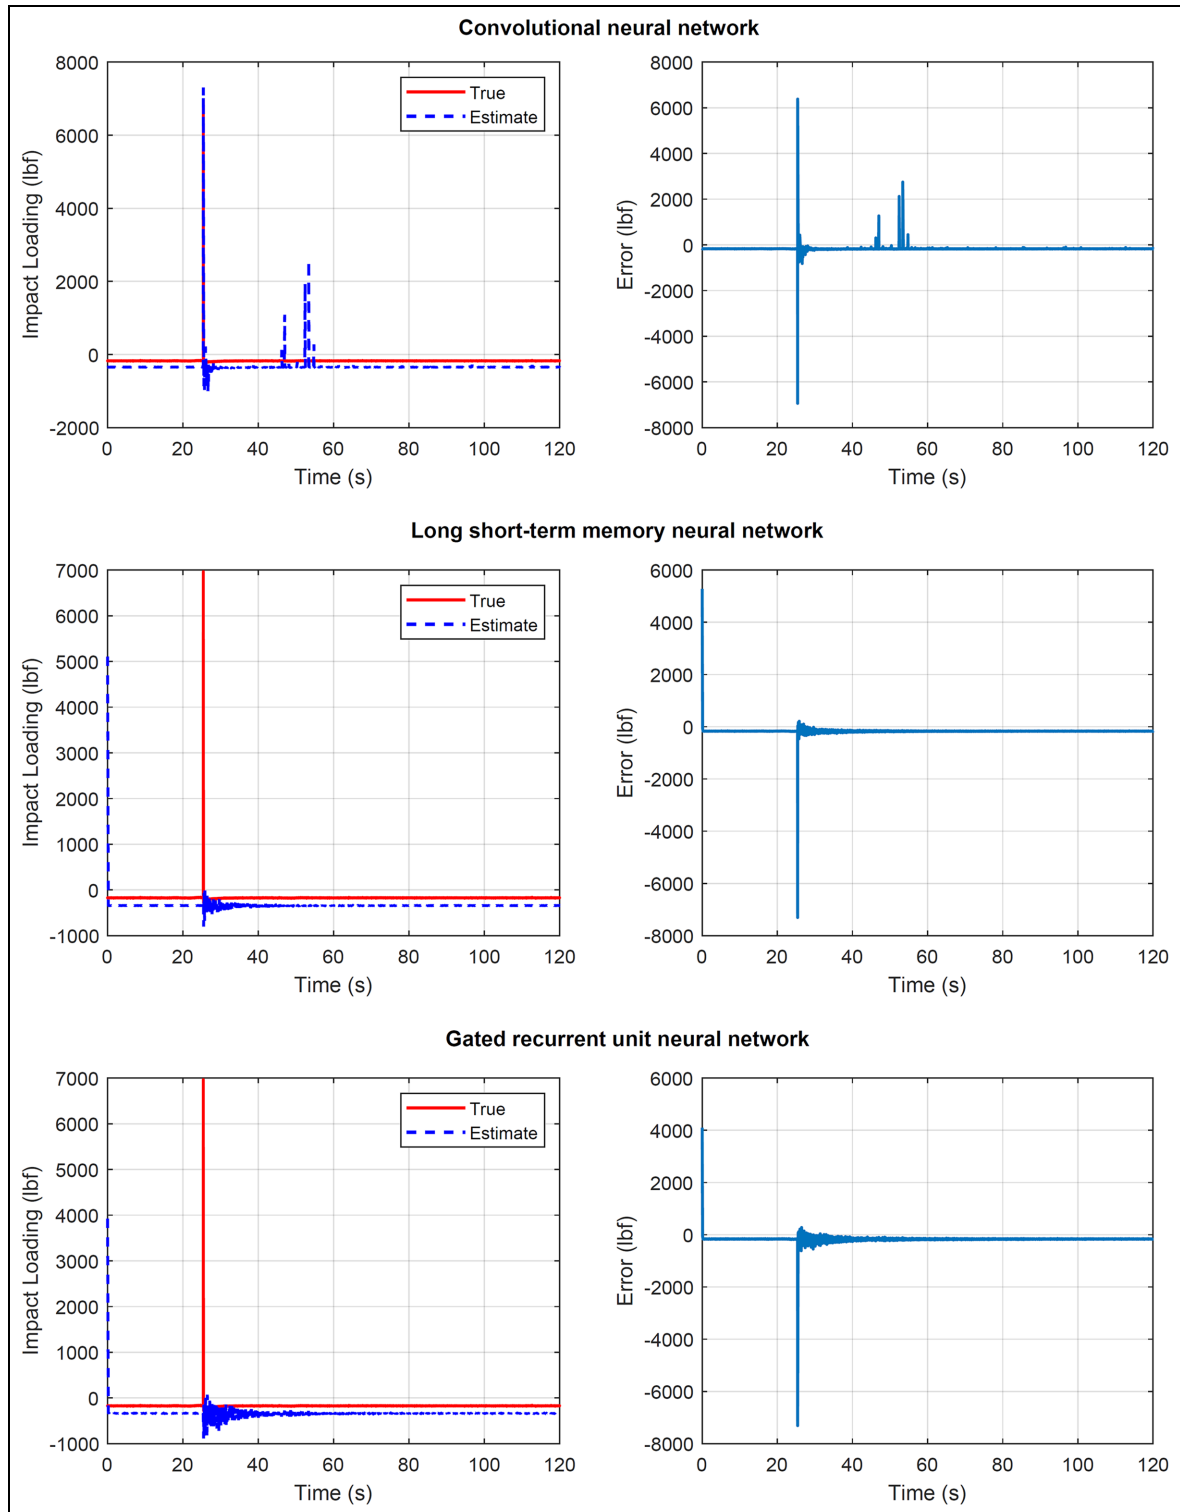 Convolutional neural network
8000
6000
4000
2000
0
-2000
Impact Loading (lbf)
True
Estimate
0 20 40 60 80 100 120
Time (s)
8000
6000
4000
2000
0
-2000
-4000
-6000
-8000
Error (lbf)
0 20 40 60 80 100 120
Time (s)
Long short-term memory neural network
7000
6000
5000
4000
3000
2000
1000
0
-1000
Impact Loading (lbf)
True
Estimate
0 20 40 60 80 100 120
Time (s)
6000
4000
2000
0
-2000
-4000
-6000
-8000
Error (lbf)
0 20 40 60 80 100 120
Time (s)
Gated recurrent unit neural network
7000
6000
5000
4000
3000
2000
1000
0
-1000
Impact Loading (lbf)
True
Estimate
0 20 40 60 80 100 120
Time (s)
6000
4000
2000
0
-2000
-4000
-6000
-8000
Error (lbf)
0 20 40 60 80 100 120
Time (s)